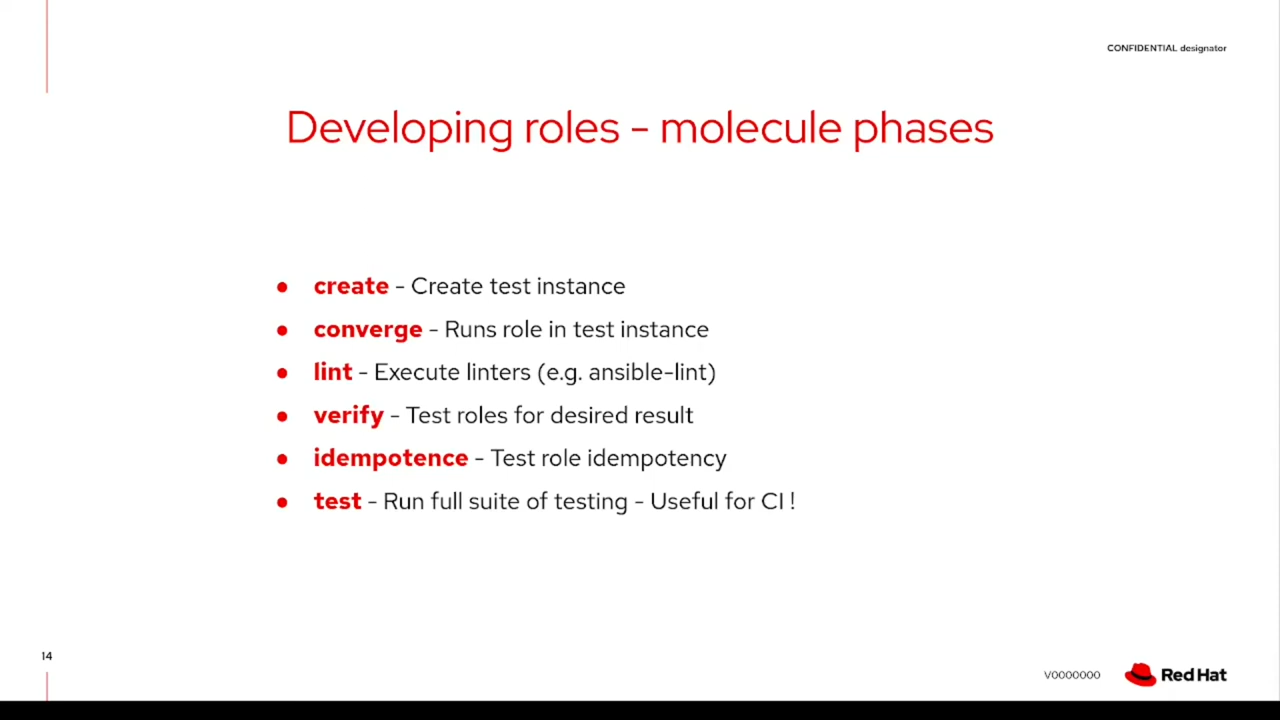 CONFIDENTIAL designator
Developing roles - molecule phases
● create - Create test instance
● converge - Runs role in test instance
● lint - Execute linters (e.g. ansible-lint)
● verify - Test roles for desired result
● idempotence - Test role idempotency
● test - Run full suite of testing - Useful for CI !
14
V0000000
Red Hat